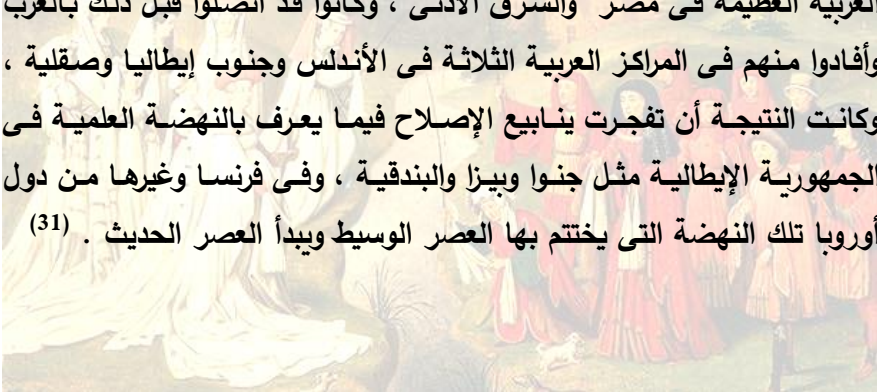 العربية العظيمة فى مصر والشرق الأدنى ، وكانوا قد اتصلوا قبل ذلك بالعرب
وأفادوا منهم فى المراكز العربية الثلاثة فى الأندلس وجنوب إيطاليا وصقلية ،
وكانت النتيجة أن تفجرت ينابيع الإصلاح فيما يعرف بالنهضة العلمية فى
الجمهورية الإيطالية مثل جنوا وبيزا والبندقية ، وفى فرنسا وغيرها من دول
أوروبا تلك النهضة التى يختتم بها العصر الوسيط ويبدأ العصر الحديث . (31)